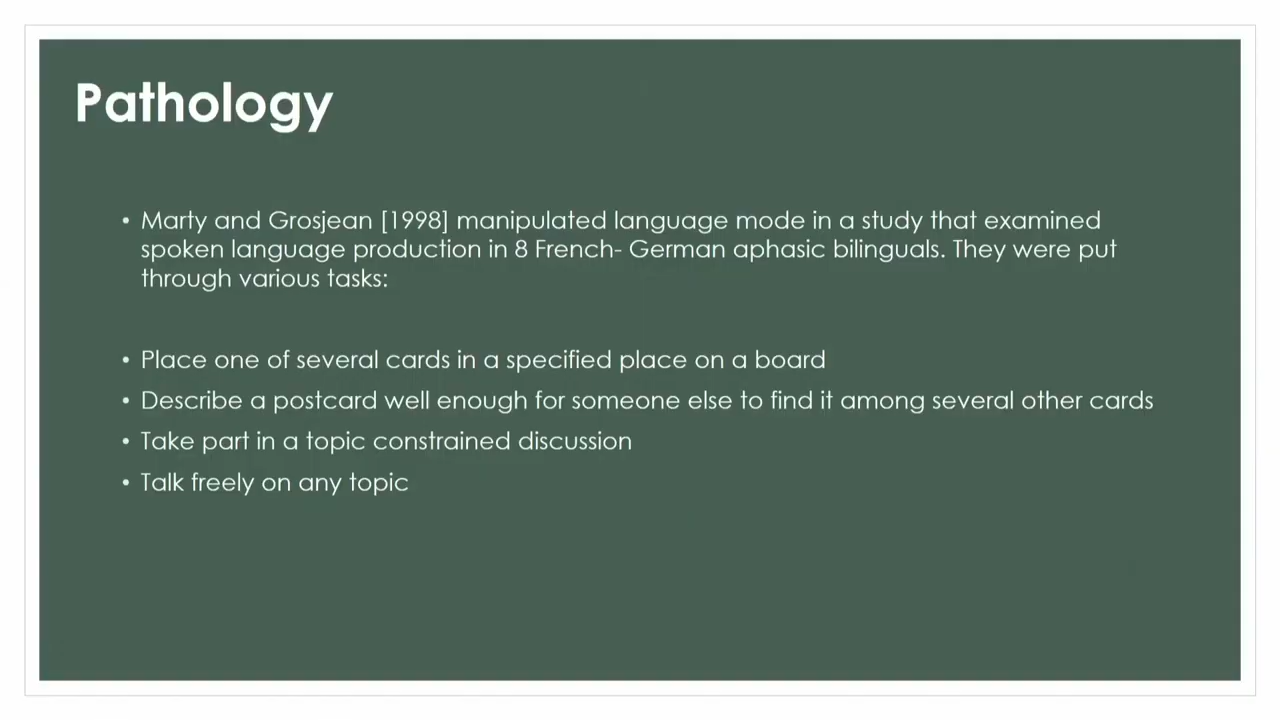 Pathology
• Marty and Grosjean [1998] manipulated language mode in a study that examined
spoken language production in 8 French- German aphasic bilinguals. They were put
through various tasks:
• Place one of several cards in a specified place on a board
• Describe a postcard well enough for someone else to find it among several other cards
• Take part in a topic constrained discussion
• Talk freely on any topic